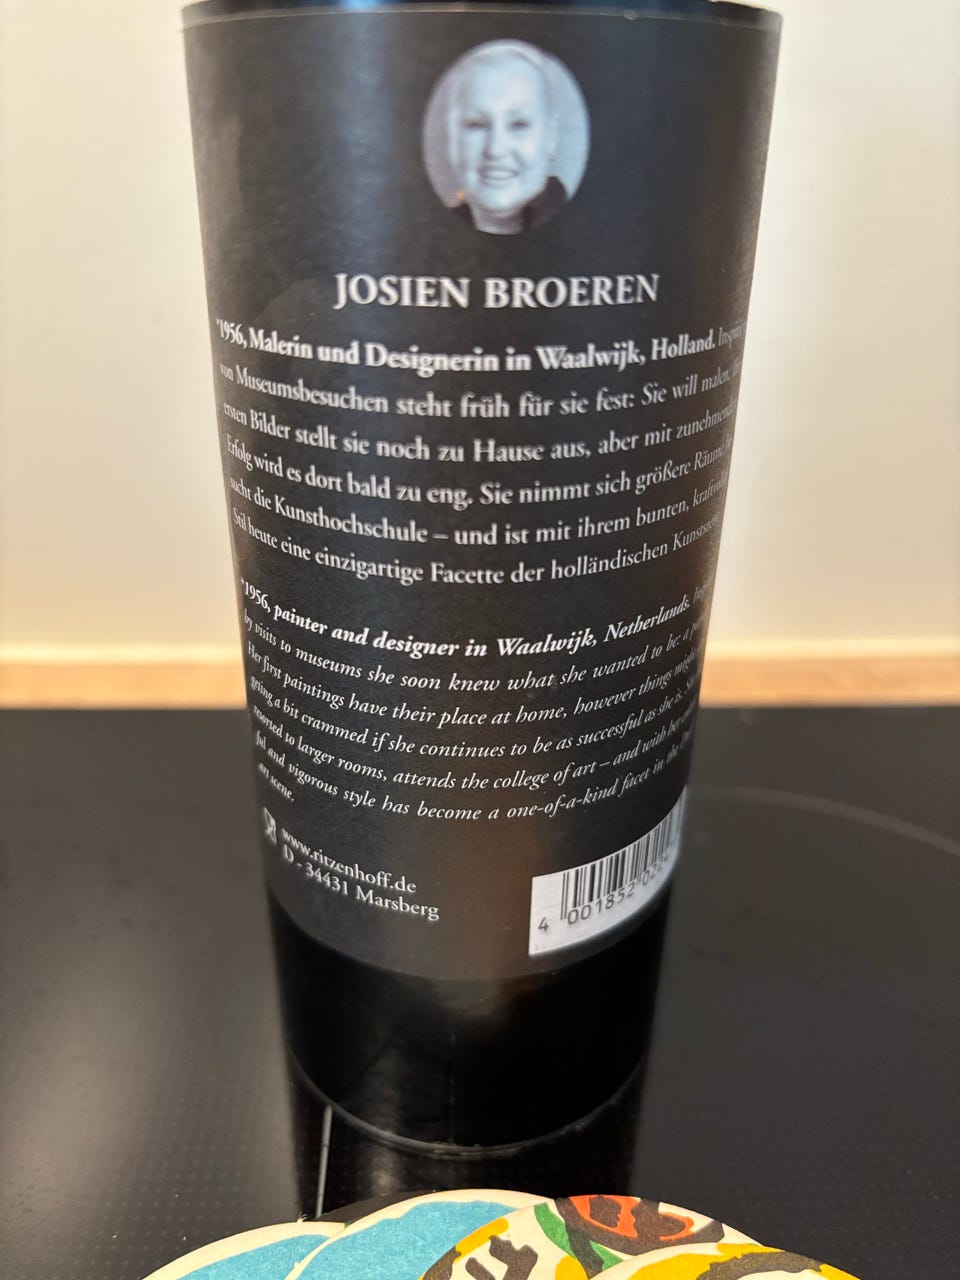 JOSIEN BROEREN
*1956, Malerin und Designerin in Waalwijk, Holland.
von Museumsbesuchen steht früh für sie fest: Sie will malen.
ersten Bilder stellt sie noch zu Hause aus, aber mit
Erfolg wird es dort bald zu eng. Sie nimmt sich größere Räume,
sucht die Kunsthochschule – und ist mit ihrem bunten,
Stil heute eine einzigartige Facette der holländischen
*1956, painter and designer in Waalwijk, Netherlands.
by visits to museums she soon knew what she wanted to be: a
Her first paintings have their place at home, however things might
geting a bit crammed if she continues to be as successful as she is. She
resorted to larger rooms, attends the college of art – and with her
ful and vigorous style has become a one-of-a-kind facet in the
art scene.
www.ritzenhoff.de
D - 34431 Marsberg
4 001852